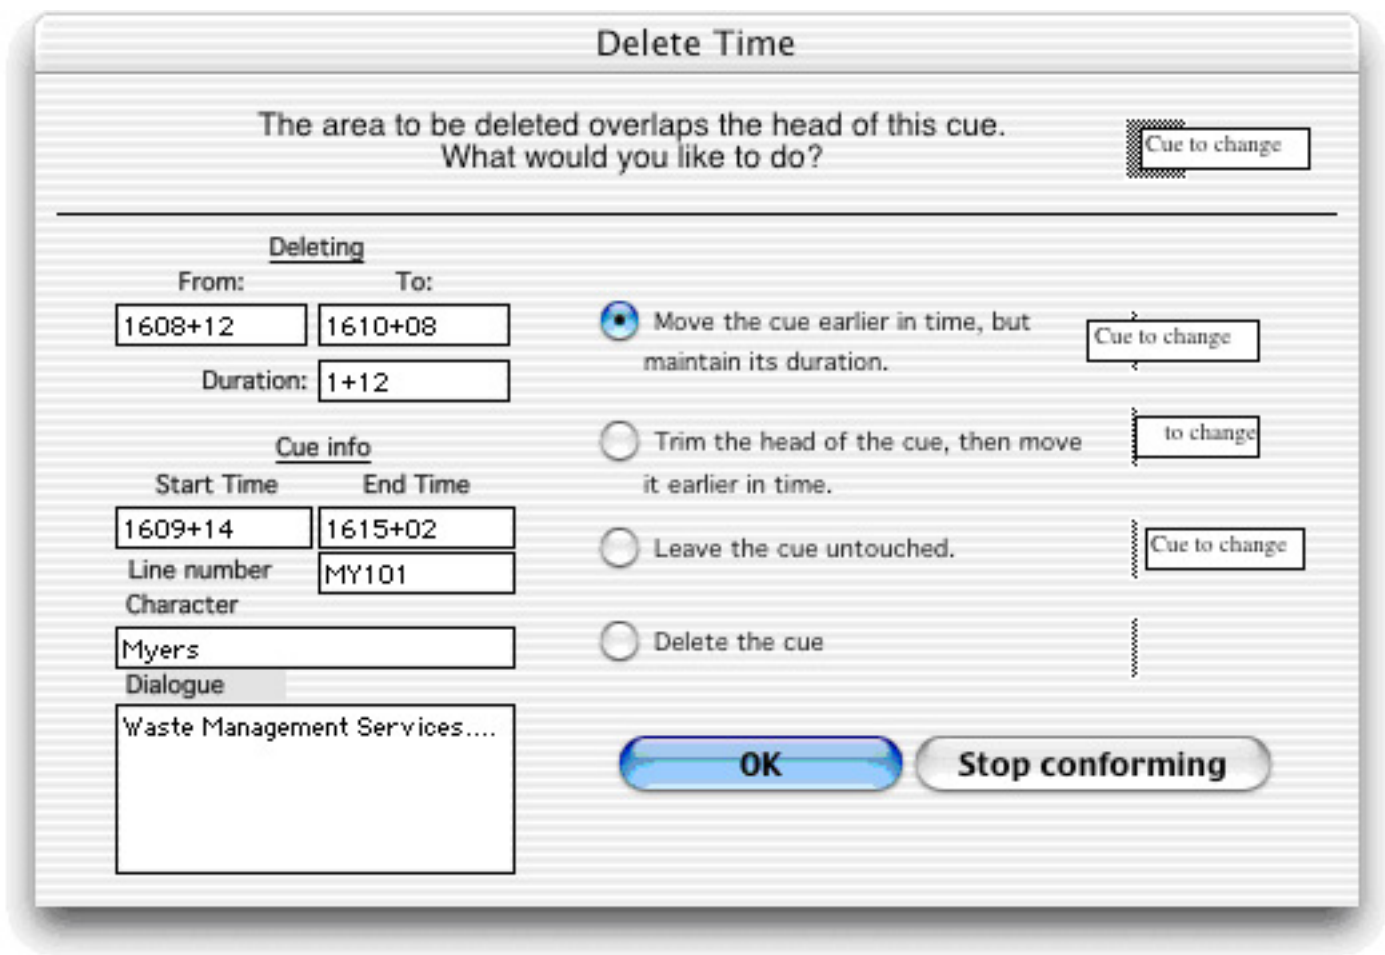 Delete Time
The area to be deleted overlaps the head of this cue.
What would you like to do?
Cue to change
Deleting
From: To:
1608+12 1610+08
Duration: 1+12
Cue info
Start Time End Time
1609+14 1615+02
Line number MY101
Character
Myers
Dialogue
Waste Management Services....
Move the cue earlier in time, but
maintain its duration.
Cue to change
Trim the head of the cue, then move
it earlier in time.
to change
Leave the cue untouched.
Cue to change
Delete the cue
OK Stop conforming